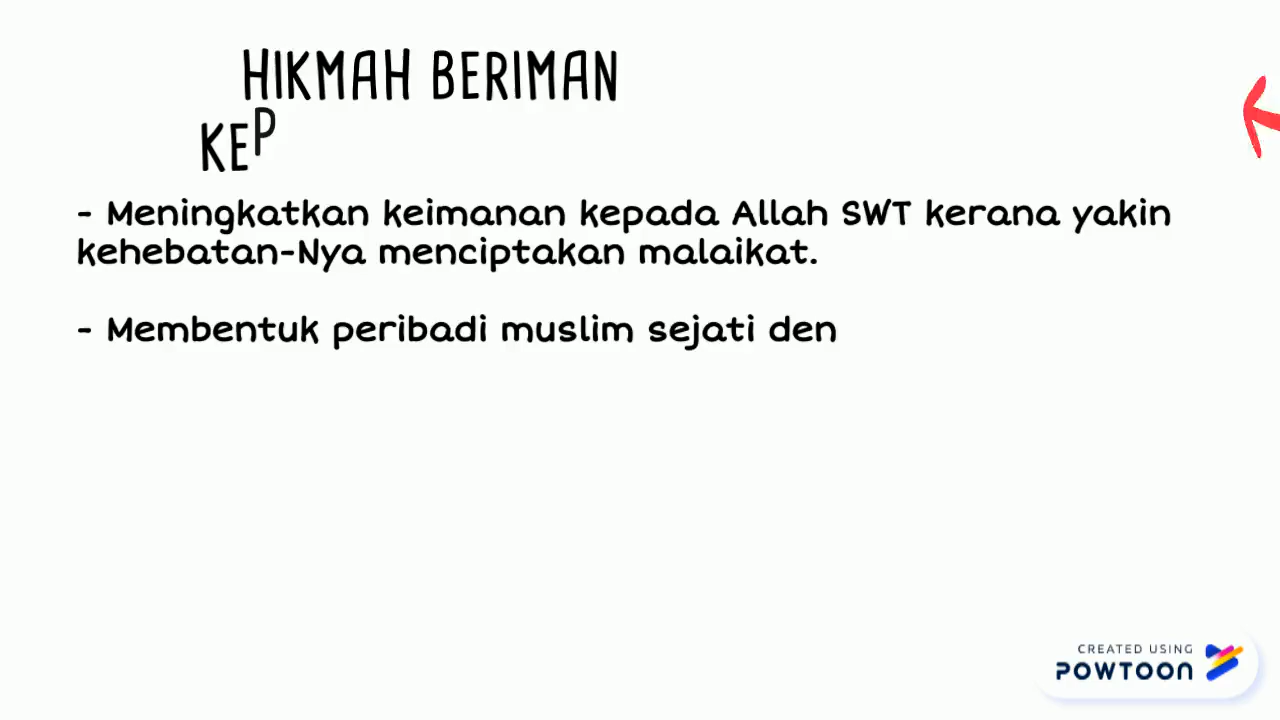 HIKMAH BERIMAN
KEP
- Meningkatkan keimanan kepada Allah SWT kerana yakin
kehebatan-Nya menciptakan malaikat.
- Membentuk peribadi muslim sejati den
CREATED USING
POWTOON